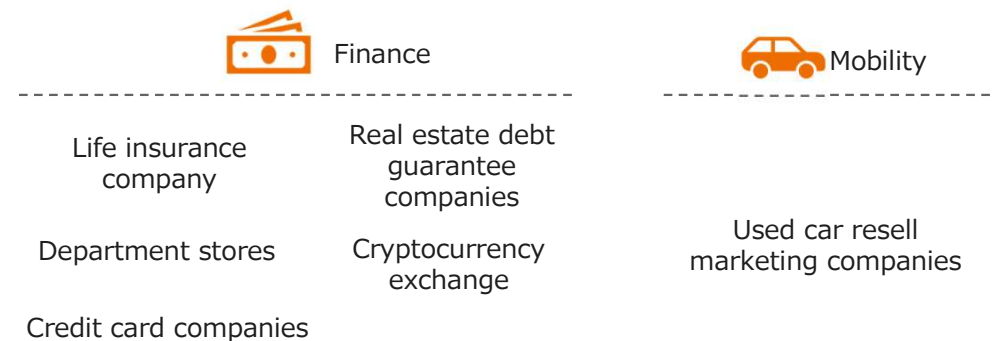 Finance
Life insurance
company
Department stores
Credit card companies
Real estate debt
guarantee
companies
Cryptocurrency
exchange
Mobility
Used car resell
marketing companies